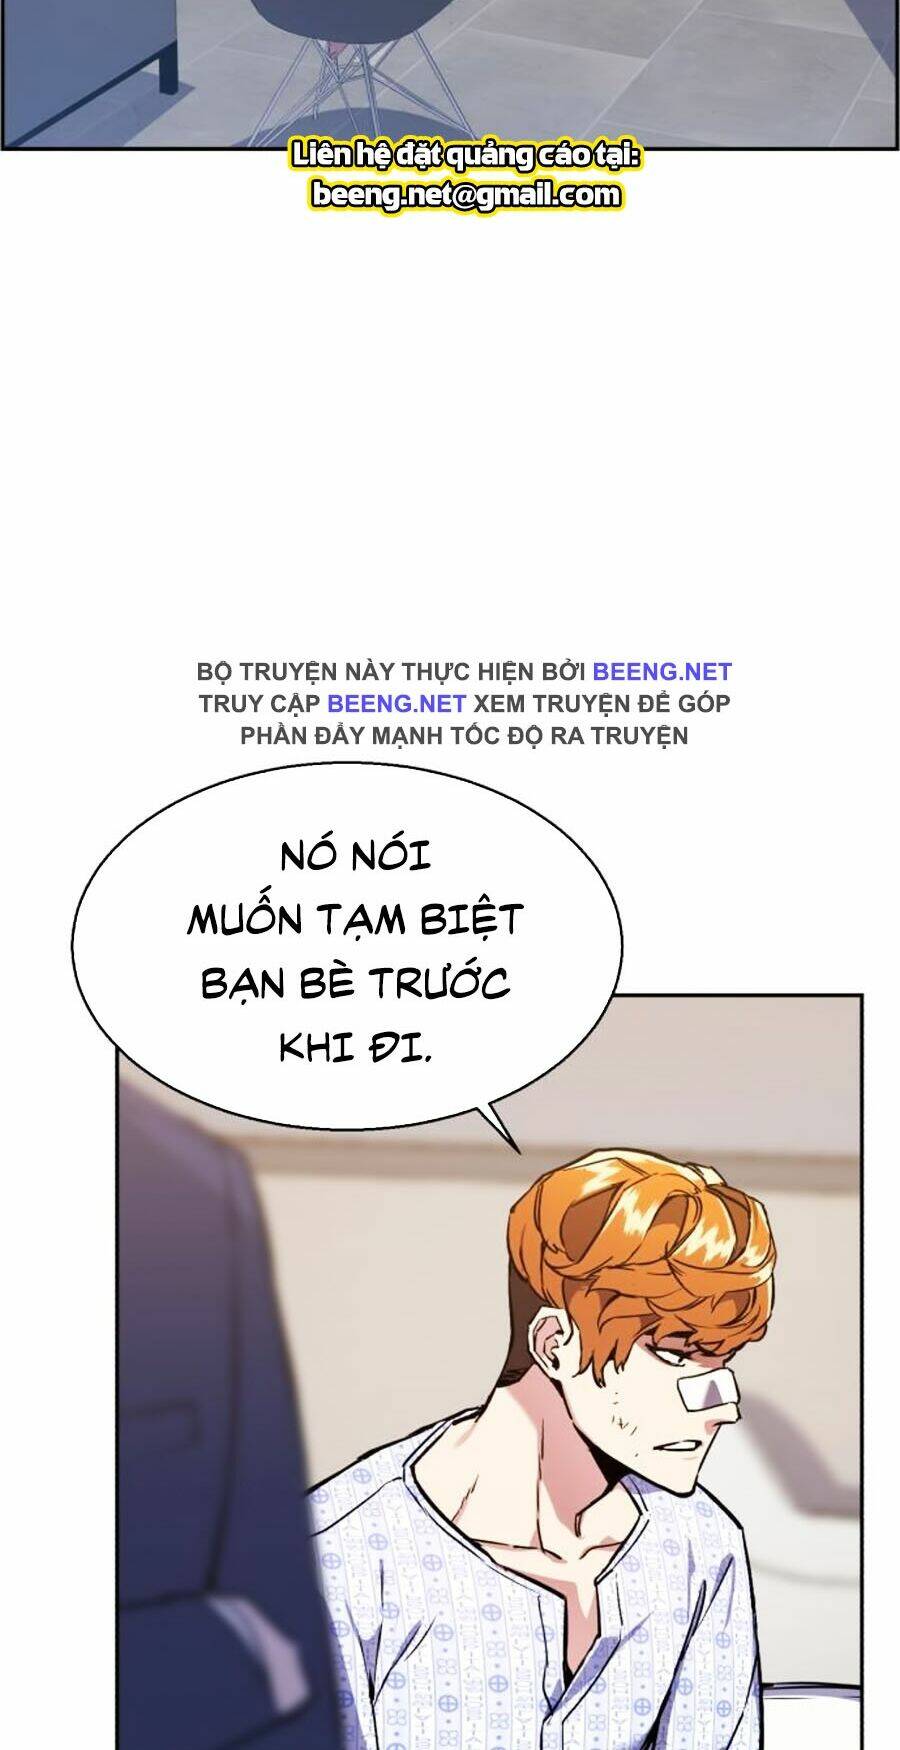 Liên hệ đặt quảng cáo tại:
beeng.net@gmail.com
BỘ TRUYỆN NÀY THỰC HIỆN BỞI BEENG.NET
TRUY CẬP BEENG.NET XEM TRUYỆN ĐỂ GÓP
PHẦN ĐẨY MẠNH TỐC ĐỘ RA TRUYỆN
NÓ NÓI
MUỐN TẠM BIỆT
BẠN BÈ TRƯỚC
KHI ĐI.